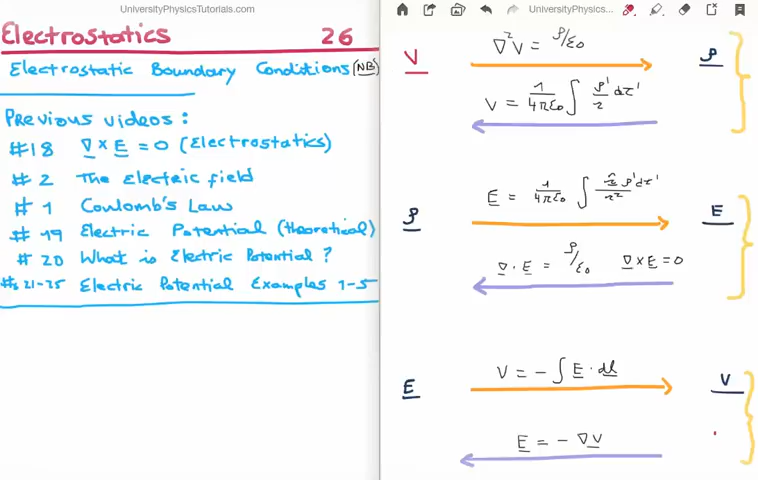 UniversityPhysicsTutorials.com
Electrostatics 26
Electrostatic Boundary Conditions (NB)
Previous videos:
#18 ∇ × E = 0 (Electrostatics)
# 2 The Electric field
# 1 Coulomb's Law
# 19 Electric Potential (theoretical)
# 20 What is Electric Potential?
#s 21-25 Electric Potential Examples 1-5
UniversityPhysics...
V ∇²V = ρ/ε0 ρ
V = 1/4πε0 ∫ ρ'/r dτ'
ρ E = 1/4πε0 ∫ r̂ρ'dτ'/r² E
∇ · E = ρ/ε0 ∇ × E = 0
E V = - ∫ E · dl V
E = - ∇V